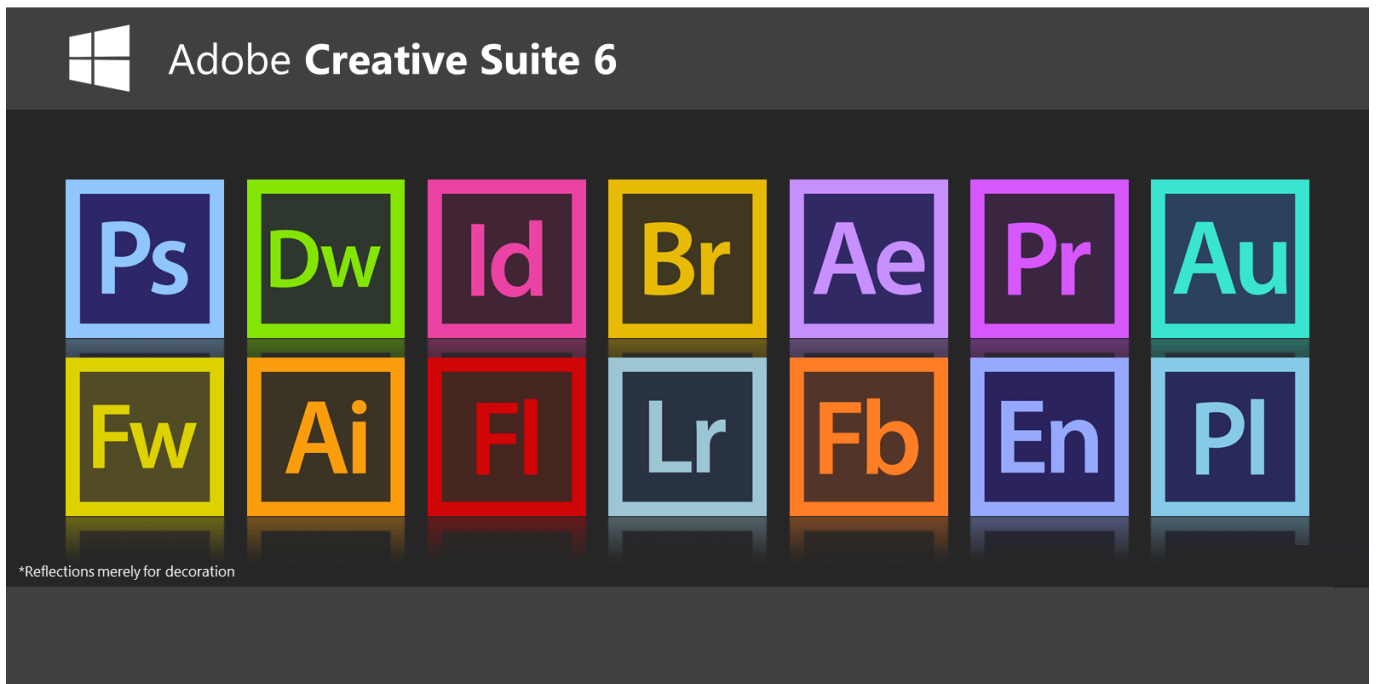 Adobe Creative Suite 6
Ps Dw Id Br Ae Pr Au
Fw Ai Fl Lr Fb En Pl
*Reflections merely for decoration